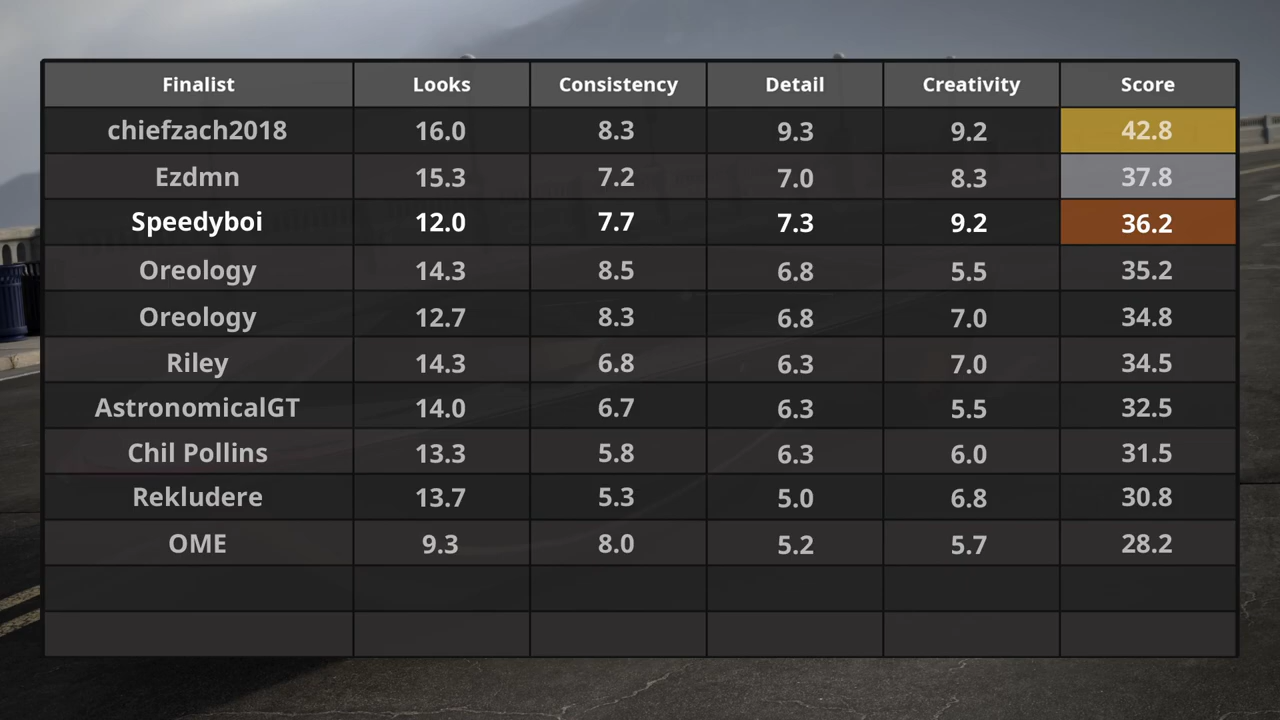 Finalist Looks Consistency Detail Creativity Score
chiefzach2018 16.0 8.3 9.3 9.2 42.8
Ezdmn 15.3 7.2 7.0 8.3 37.8
Speedyboi 12.0 7.7 7.3 9.2 36.2
Oreology 14.3 8.5 6.8 5.5 35.2
Oreology 12.7 8.3 6.8 7.0 34.8
Riley 14.3 6.8 6.3 7.0 34.5
AstronomicalGT 14.0 6.7 6.3 5.5 32.5
Chil Pollins 13.3 5.8 6.3 6.0 31.5
Rekludere 13.7 5.3 5.0 6.8 30.8
OME 9.3 8.0 5.2 5.7 28.2